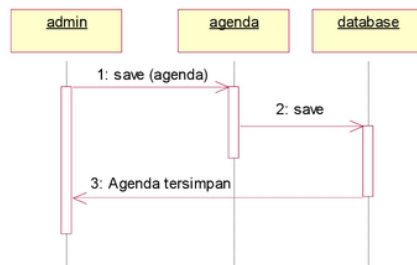 admin
agenda
database
1: save (agenda)
2: save
3: Agenda tersimpan